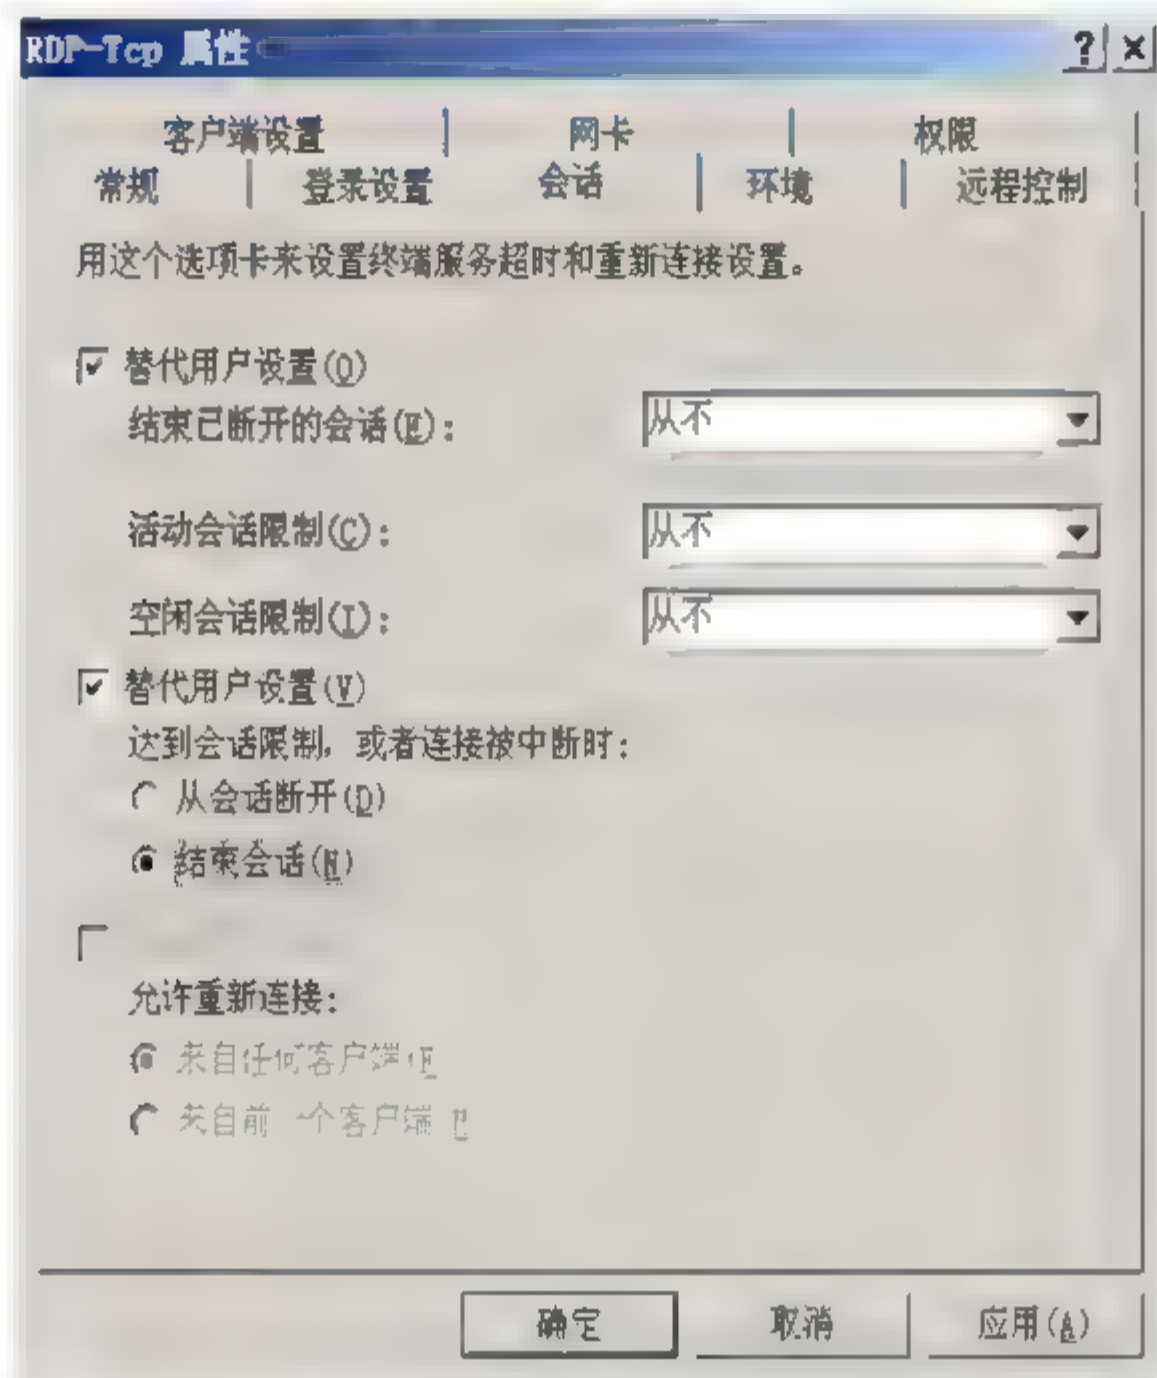 RDP-Tcp 属性
? ×
客户端设置 网卡 权限
常规 登录设置 会话 环境 远程控制
用这个选项卡来设置终端服务超时和重新连接设置。
替代用户设置(O)
结束已断开的会话(E): 从不
活动会话限制(C): 从不
空闲会话限制(I): 从不
替代用户设置(V)
达到会话限制，或者连接被中断时:
从会话断开(D)
结束会话(N)
允许重新连接:
来自任何客户端(F
来自前一个客户端 P
确定 取消 应用(A)